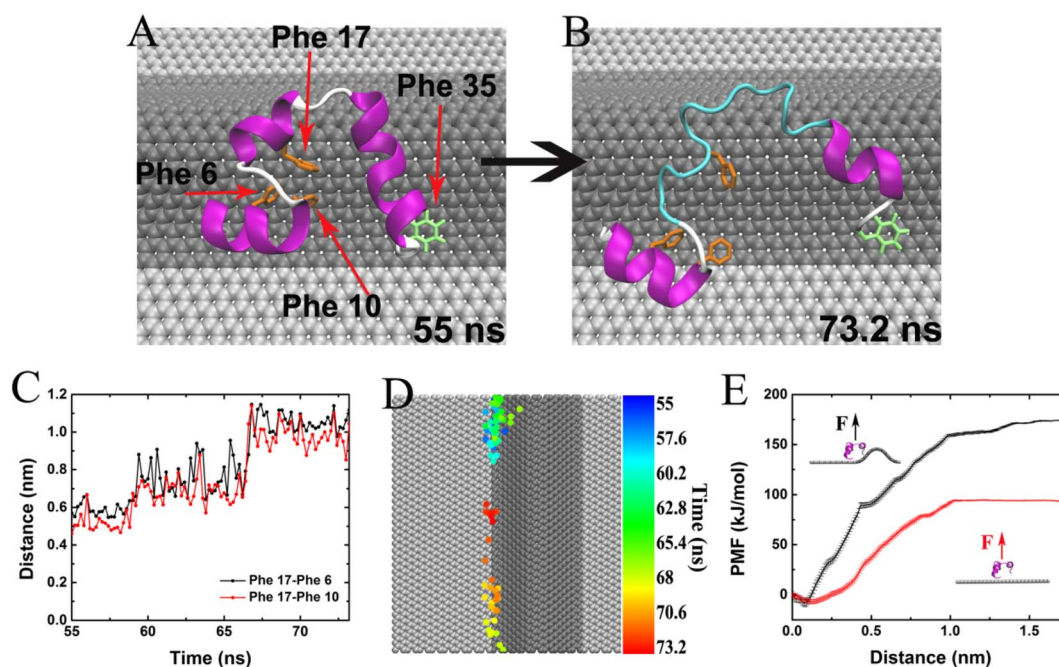 A
Phe 17
Phe 35
Phe 6
Phe 10
55 ns
B
73.2 ns
C
Distance (nm)
1.2
1.0
0.8
0.6
0.4
0.2
0.0
Phe 17-Phe 6
Phe 17-Phe 10
55 60 65 70
Time (ns)
D
55
57.6
60.2
62.8
65.4
68
70.6
73.2
Time (ns)
E
PMF (kJ/mol)
200
150
100
50
0
F
F
0.0 0.5 1.0 1.5
Distance (nm)